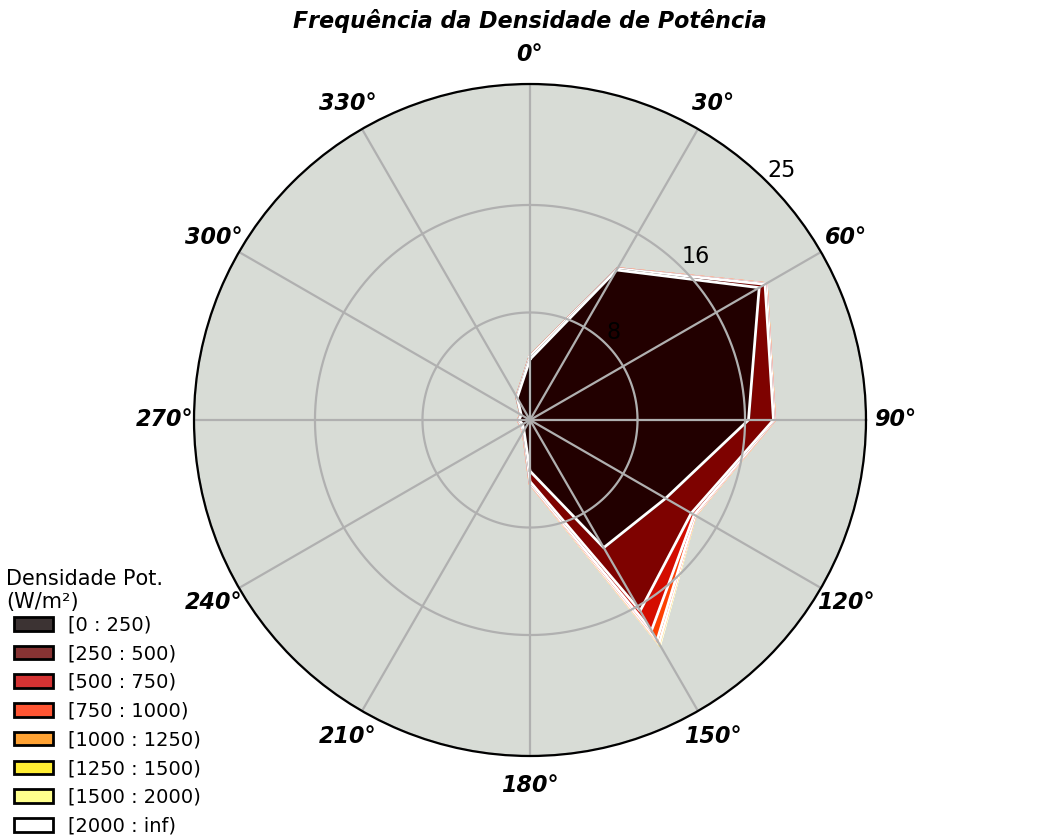 Frequência da Densidade de Potência
0°
330°
30°
25
300°
60°
16
8
270°
90°
240°
120°
210°
150°
180°
Densidade Pot.
(W/m²)
[0 : 250)
[250 : 500)
[500 : 750)
[750 : 1000)
[1000 : 1250)
[1250 : 1500)
[1500 : 2000)
[2000 : inf)